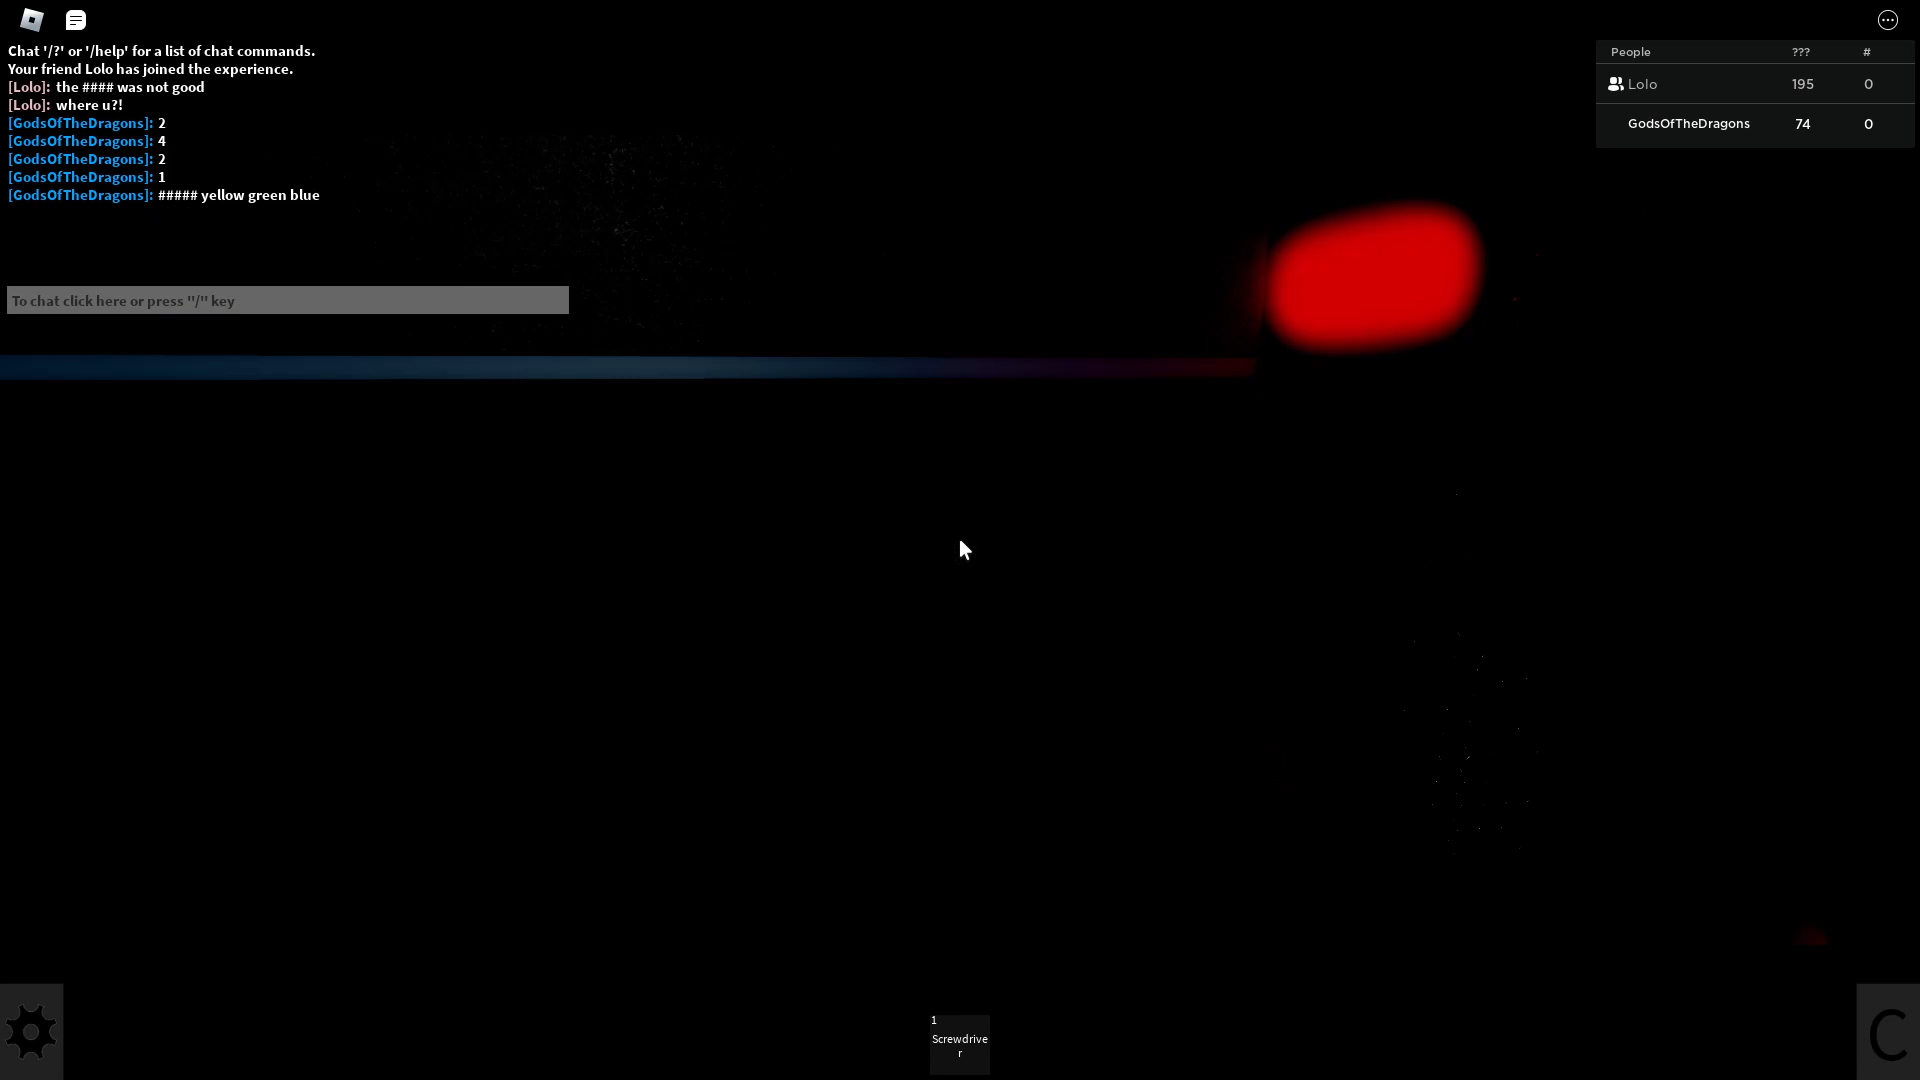 Chat '/?' or '/help' for a list of chat commands.
Your friend Lolo has joined the experience.
[Lolo]: the #### was not good
[Lolo]: where u?!
[GodsOfTheDragons]: 2
[GodsOfTheDragons]: 4
[GodsOfTheDragons]: 2
[GodsOfTheDragons]: 1
[GodsOfTheDragons]: ##### yellow green blue
To chat click here or press "/" key
People ??? #
Lolo 195 0
GodsOfTheDragons 74 0
1
Screwdrive
r
C